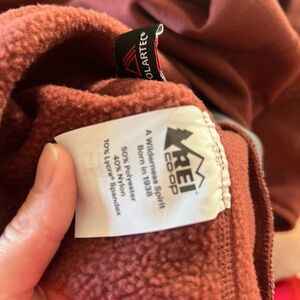 POLARTEC®
REI
CO·OP
A Wilderness Spirit
Born in 1938
50% Polyester
40% Nylon
10% Lycra® Spandex